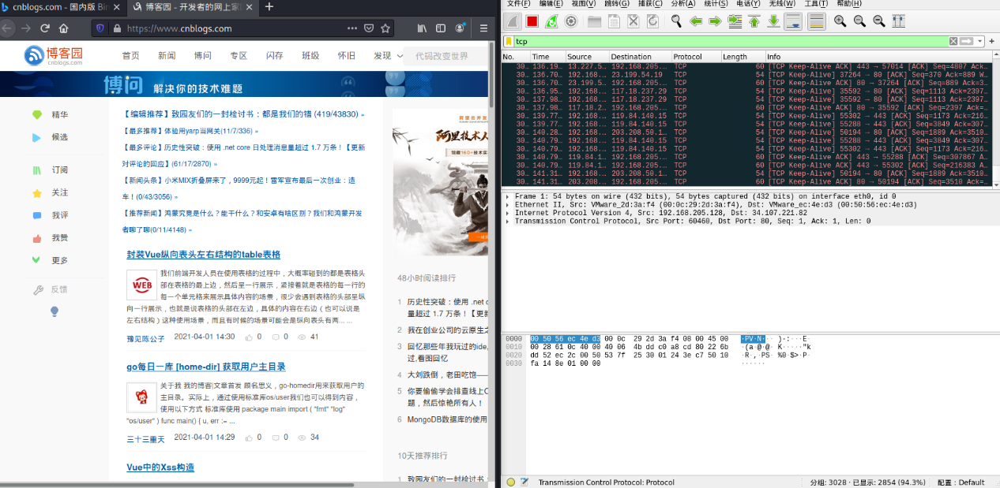 cnblogs.com - 国内版 Bin
博客园 - 开发者的网上家
https://www.cnblogs.com
博客园
cnblogs.com
首页
新闻
博问
专区
闪存
班级
怀旧
发现
代码改变世界
博问 解决你的技术难题
精华
候选
订阅
关注
我评
我赞
更多
反馈
【编辑推荐】致园友们的一封检讨书：都是我们的错 (419/43830) »
【最多推荐】体验用yarp当网关(11/7/336) »
【最多评论】历史性突破：使用 .net core 日处理消息量超过 1.7 万条！【更新
对评论的回应】(61/17/2870) »
【新闻头条】小米MIX折叠屏来了，9999元起！雷军宣布最后一次创业：造
车！(0/43/3056) »
【推荐新闻】鸿蒙究竟是什么？能干什么？和安卓有啥区别？我们和鸿蒙开发
者聊了聊(0/11/4148) »
封装Vue纵向表头左右结构的table表格
WEB
我们前端开发人员在使用表格的过程中，大概率碰到的都是表格头
部在表格的最上边，然后呈一行展示，紧接着就是表格的每一行的
每一个单元格来展示具体内容的场景，很少会遇到表格的头部呈纵
向一行展示，也就是说表格的头部在左边，具体的内容在右边（也可以说是
左右结构）这种使用场景，而且有时候的场景可能会是纵向表头有两... ...
豫见陈公子 2021-04-01 14:30 0 0 41
go每日一库 [home-dir] 获取用户主目录
关于我 我的博客|文章首发 顾名思义，go-homedir用来获取用户的
主目录。实际上，通过使用标准库os/user我们也可以得到内容，
使用以下方式 标准库使用 package main import ( "fmt" "log"
"os/user" ) func main() { u, err := ...
三十三重天 2021-04-01 14:29 0 0 34
Vue中的Xss构造
阿里技术人
48小时阅读排行
1 历史性突破：使用 .net c
量超过 1.7 万条！【更新
2 我在创业公司的云原生之
3 回忆那些年我玩过的ide,
过,看图回忆
4 大刘跌倒，老田吃饱——
5 你要偷偷学会排查线上C
题，然后惊艳所有人！
6 MongoDB数据库的使用
10天推荐排行
1 致园友们的一封检讨书
文件(F) 编辑(E) 视图(V) 跳转(G) 捕获(C) 分析(A) 统计(S) 电话(Y) 无线(W) 工具(T) 帮助(H)
tcp
No. Time Source Destination Protocol Length Info
30… 136.19… 13.227.5… 192.168.205.… TCP 60 [TCP Keep-Alive ACK] 443 → 57014 [ACK] Seq=4807 Ack=…
30… 136.70… 192.168.… 23.199.54.19 TCP 54 [TCP Keep-Alive] 37264 → 80 [ACK] Seq=370 Ack=889 W…
30… 136.70… 23.199.5… 192.168.205.… TCP 60 [TCP Keep-Alive ACK] 80 → 37264 [ACK] Seq=889 Ack=3…
30… 136.95… 192.168.… 117.18.237.29 TCP 54 [TCP Keep-Alive] 35592 → 80 [ACK] Seq=1113 Ack=2397…
30… 137.98… 192.168.… 117.18.237.29 TCP 54 [TCP Keep-Alive] 35592 → 80 [ACK] Seq=1113 Ack=2397…
30… 137.98… 117.18.2… 192.168.205.… TCP 60 [TCP Keep-Alive ACK] 80 → 35592 [ACK] Seq=2397 Ack=…
30… 139.77… 192.168.… 119.84.140.15 TCP 54 [TCP Keep-Alive] 55302 → 443 [ACK] Seq=1173 Ack=216…
30… 139.77… 192.168.… 119.84.140.15 TCP 54 [TCP Keep-Alive] 55288 → 443 [ACK] Seq=3849 Ack=307…
30… 140.28… 192.168.… 203.208.50.1… TCP 54 [TCP Keep-Alive] 50194 → 80 [ACK] Seq=1889 Ack=3510…
30… 140.79… 192.168.… 119.84.140.15 TCP 54 [TCP Keep-Alive] 55288 → 443 [ACK] Seq=3849 Ack=307…
30… 140.79… 192.168.… 119.84.140.15 TCP 54 [TCP Keep-Alive] 55302 → 443 [ACK] Seq=1173 Ack=216…
30… 140.79… 119.84.1… 192.168.205.… TCP 60 [TCP Keep-Alive ACK] 443 → 55288 [ACK] Seq=307867 A…
30… 140.79… 119.84.1… 192.168.205.… TCP 60 [TCP Keep-Alive ACK] 443 → 55302 [ACK] Seq=216383 A…
30… 141.31… 192.168.… 203.208.50.1… TCP 54 [TCP Keep-Alive] 50194 → 80 [ACK] Seq=1889 Ack=3510…
30… 141.31… 203.208.… 192.168.205.… TCP 60 [TCP Keep-Alive ACK] 80 → 50194 [ACK] Seq=3510 Ack=…
Frame 1: 54 bytes on wire (432 bits), 54 bytes captured (432 bits) on interface eth0, id 0
Ethernet II, Src: VMware_2d:3a:f4 (00:0c:29:2d:3a:f4), Dst: VMware_ec:4e:d3 (00:50:56:ec:4e:d3)
Internet Protocol Version 4, Src: 192.168.205.128, Dst: 34.107.221.82
Transmission Control Protocol, Src Port: 60460, Dst Port: 80, Seq: 1, Ack: 1, Len: 0
0000 00 50 56 ec 4e d3 00 0c 29 2d 3a f4 08 00 45 00 ·PV·N··· )-:···E·
0010 00 28 61 0c 40 00 40 06 4b dd c0 a8 cd 80 22 6b ·(a·@·@· K·····"k
0020 dd 52 ec 2c 00 50 53 7f 25 30 01 24 3e c7 50 10 ·R·,·PS· %0·$>·P·
0030 fa 14 8e 01 00 00 ······
Transmission Control Protocol: Protocol
分组: 3028 · 已显示: 2854 (94.3%)
配置：Default